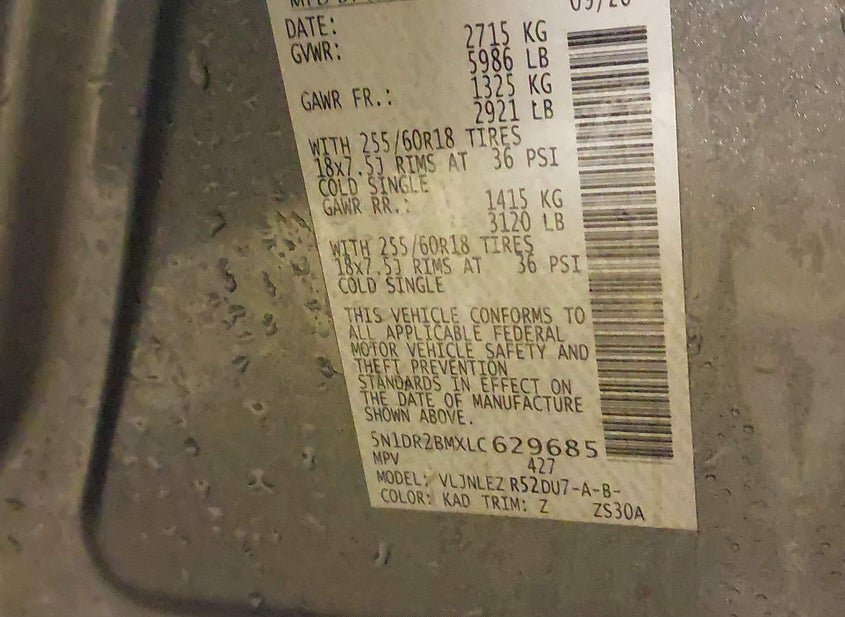 DATE: 09/20
GVWR: 2715 KG
5986 LB
GAWR FR.: 1325 KG
2921 LB
WITH 255/60R18 TIRES
18x7.5J RIMS AT 36 PSI
COLD SINGLE
GAWR RR.: 1415 KG
3120 LB
WITH 255/60R18 TIRES
18x7.5J RIMS AT 36 PSI
COLD SINGLE
THIS VEHICLE CONFORMS TO
ALL APPLICABLE FEDERAL
MOTOR VEHICLE SAFETY AND
THEFT PREVENTION
STANDARDS IN EFFECT ON
THE DATE OF MANUFACTURE
SHOWN ABOVE.
5N1DR2BMXLC629685
MPV 427
MODEL: VLJNLEZ R52DU7-A-B-
COLOR: KAD TRIM: Z ZS30A